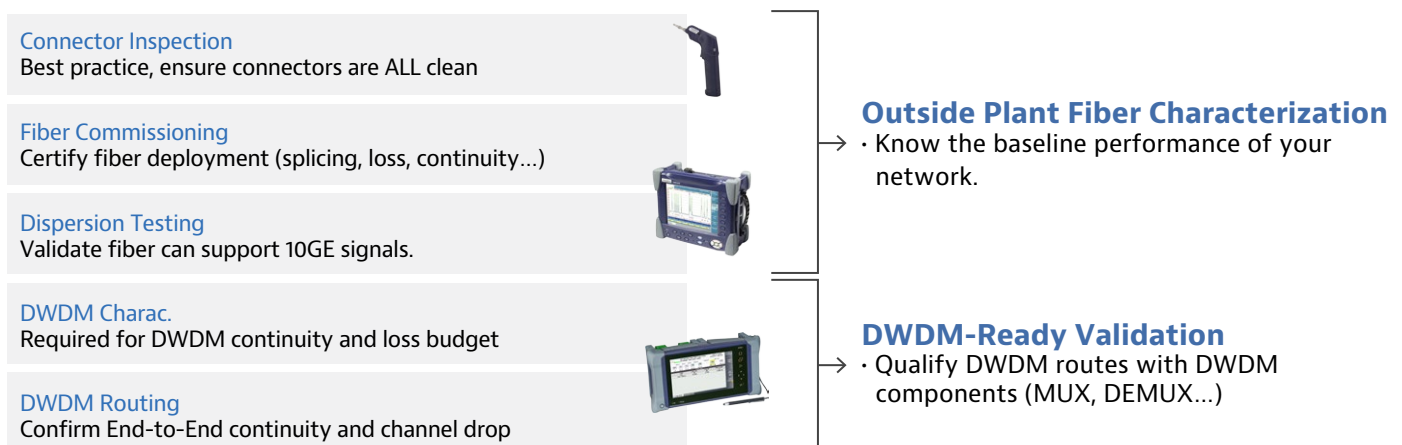 Connector Inspection
Best practice, ensure connectors are ALL clean
Fiber Commissioning
Certify fiber deployment (splicing, loss, continuity...)
Dispersion Testing
Validate fiber can support 10GE signals.
DWDM Charac.
Required for DWDM continuity and loss budget
DWDM Routing
Confirm End-to-End continuity and channel drop
Outside Plant Fiber Characterization
· Know the baseline performance of your
network.
DWDM-Ready Validation
· Qualify DWDM routes with DWDM
components (MUX, DEMUX...)